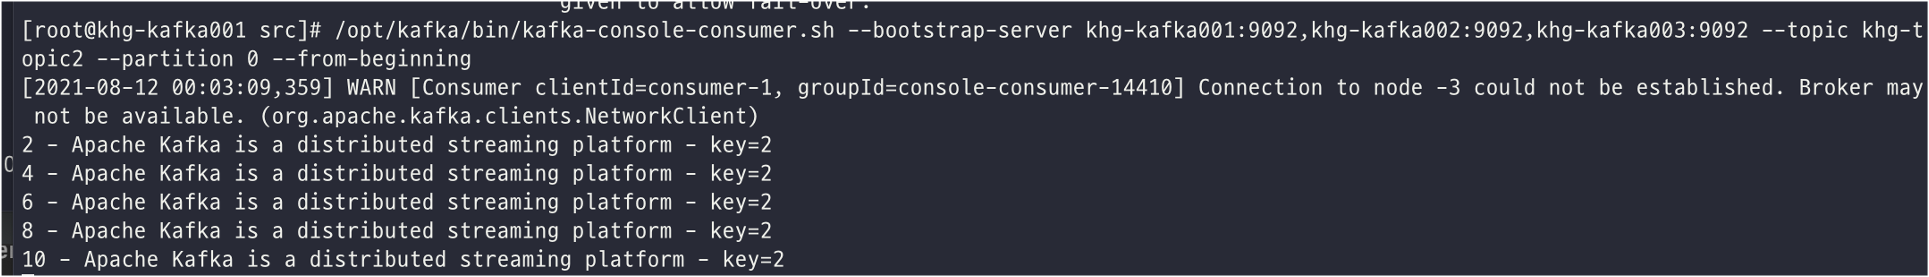 given to allow fail-over.
[root@khg-kafka001 src]# /opt/kafka/bin/kafka-console-consumer.sh --bootstrap-server khg-kafka001:9092,khg-kafka002:9092,khg-kafka003:9092 --topic khg-t
opic2 --partition 0 --from-beginning
[2021-08-12 00:03:09,359] WARN [Consumer clientId=consumer-1, groupId=console-consumer-14410] Connection to node -3 could not be established. Broker may
 not be available. (org.apache.kafka.clients.NetworkClient)
2 - Apache Kafka is a distributed streaming platform - key=2
4 - Apache Kafka is a distributed streaming platform - key=2
6 - Apache Kafka is a distributed streaming platform - key=2
8 - Apache Kafka is a distributed streaming platform - key=2
10 - Apache Kafka is a distributed streaming platform - key=2